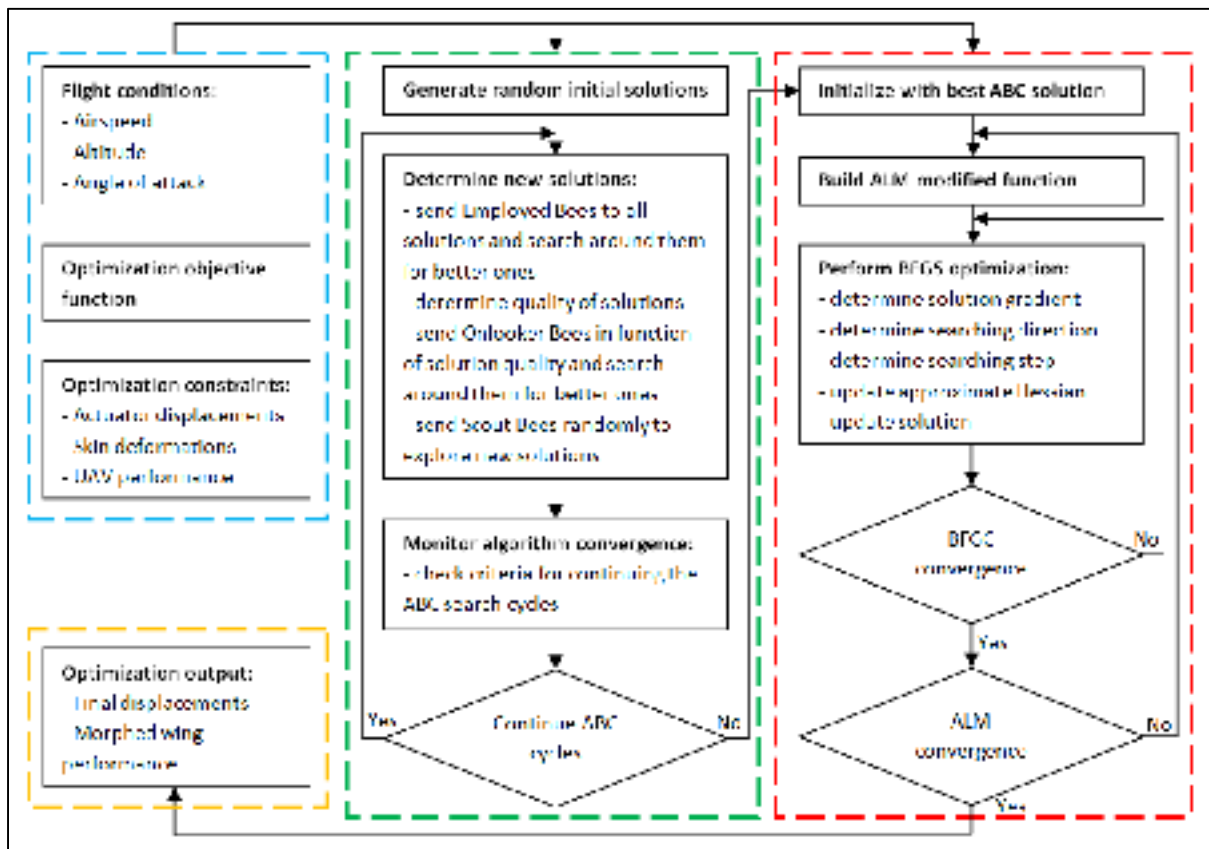 Flight conditions:
- Airspeed
- Altitude
- Angle of attack
Optimization objective
function
Optimization constraints:
- Actuator displacements
- Skin deformations
- UAV performance
Optimization output:
- Final displacements
- Morphed wing
performance
Generate random initial solutions
Determine new solutions:
- send Employed Bees to all
solutions and search around them
for better ones
- determine quality of solutions
- send Onlooker Bees in function
of solution quality and search
around them for better ones
- send Scout Bees randomly to
explore new solutions
Monitor algorithm convergence:
- check criteria for continuing the
ABC search cycles
Yes
Continue ABC
cycles
No
Initialize with best ABC solution
Build ALM modified function
Perform BFGS optimization:
- determine solution gradient
- determine searching direction
- determine searching step
- update approximate Hessian
- update solution
BFGS
convergence
No
Yes
ALM
convergence
No
Yes